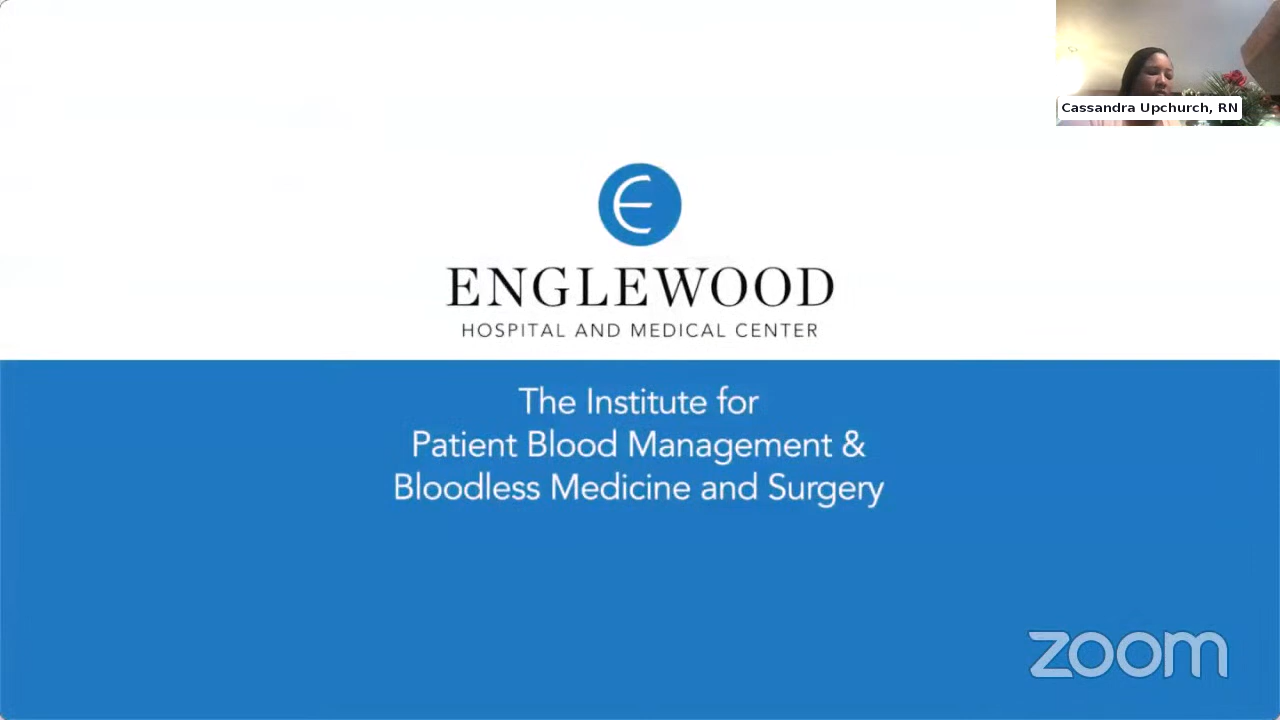 Cassandra Upchurch, RN
E
ENGLEWOOD
HOSPITAL AND MEDICAL CENTER
The Institute for
Patient Blood Management &
Bloodless Medicine and Surgery
zoom